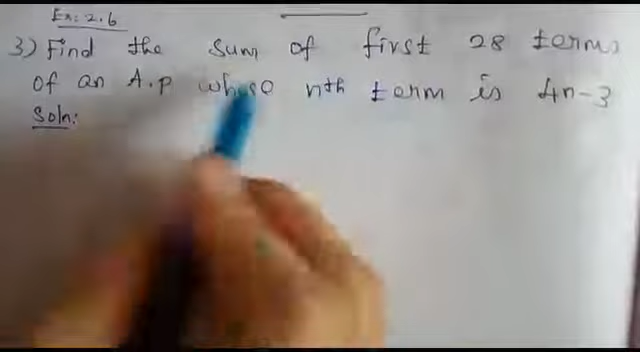 Ex: 2.6
3) Find the sum of first 28 terms
of an A.p whose nth term is 4n-3
Soln: